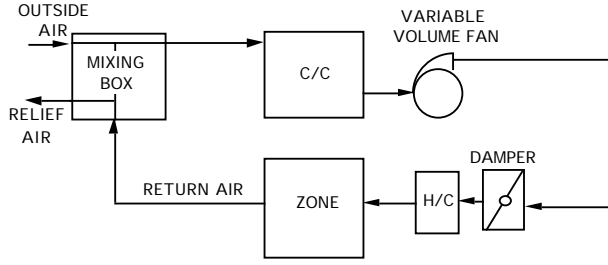 OUTSIDE
AIR
MIXING
BOX
RELIEF
AIR
C/C
VARIABLE
VOLUME FAN
DAMPER
H/C
ZONE
RETURN AIR